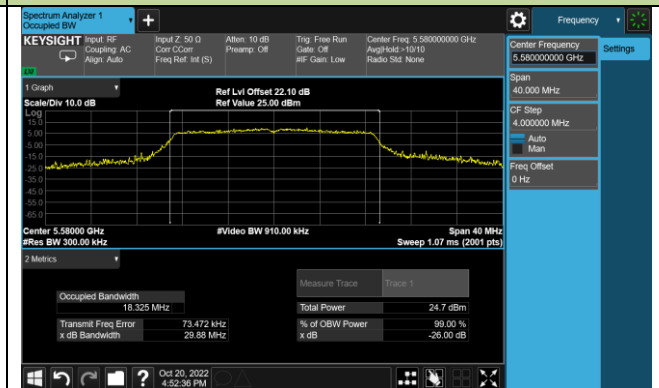 Spectrum Analyzer 1
Occupied BW
+
Frequency
KEYSIGHT
Input: RF
Coupling: AC
Align: Auto
Input Z: 50 Ω
Corr CCorr
Freq Ref: Int (S)
Atten: 10 dB
Preamp: Off
Trig: Free Run
Gate: Off
#IF Gain: Low
Center Freq: 5.580000000 GHz
Avg|Hold:>10/10
Radio Std: None
Center Frequency
5.580000000 GHz
Settings
Span
40.000 MHz
CF Step
4.000000 MHz
Auto
Man
Freq Offset
0 Hz
1 Graph
Scale/Div 10.0 dB
Ref Lvl Offset 22.10 dB
Ref Value 25.00 dBm
Log
15.0
5.00
-5.00
-15.0
-25.0
-35.0
-45.0
-55.0
-65.0
Center 5.58000 GHz
#Video BW 910.00 kHz
Span 40 MHz
#Res BW 300.00 kHz
Sweep 1.07 ms (2001 pts)
2 Metrics
Measure Trace
Trace 1
Occupied Bandwidth
18.325 MHz
Total Power
24.7 dBm
Transmit Freq Error
73.472 kHz
% of OBW Power
99.00 %
x dB Bandwidth
29.88 MHz
x dB
-26.00 dB
?
Oct 20, 2022
4:52:36 PM